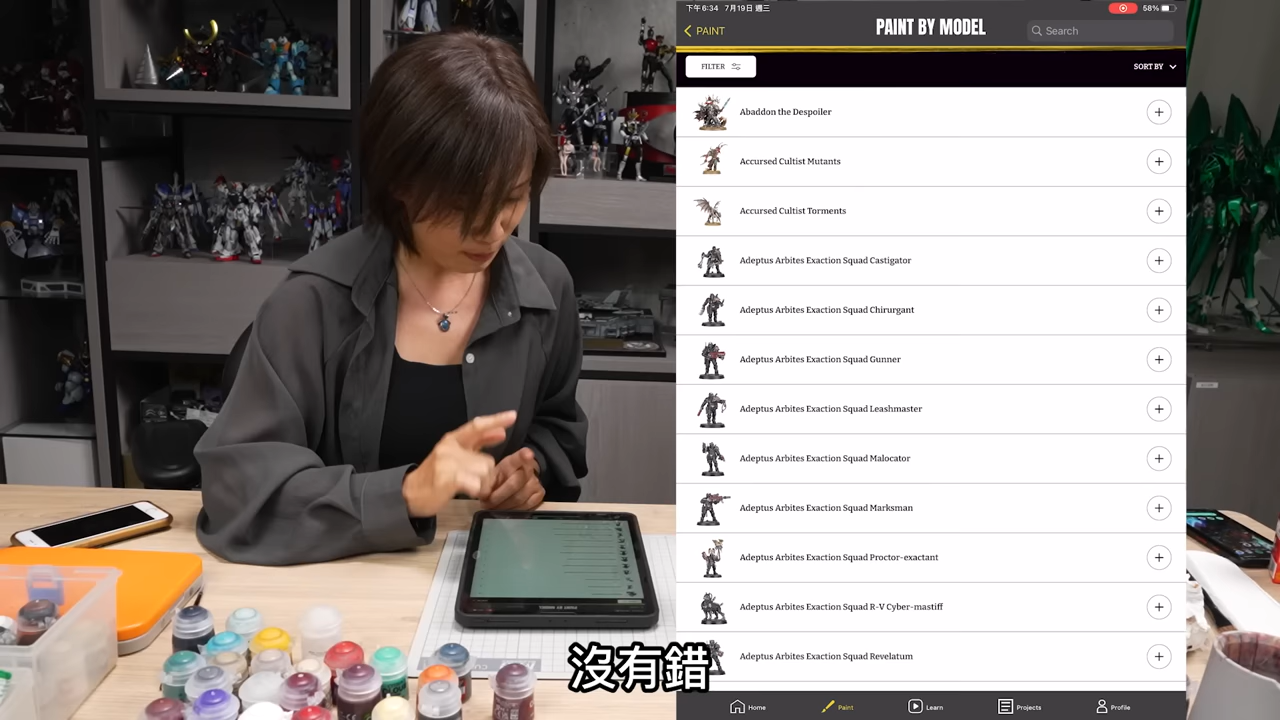 下午6:34 7月19日 週三
58%
PAINT
PAINT BY MODEL
Search
FILTER
SORT BY
Abaddon the Despoiler
Accursed Cultist Mutants
Accursed Cultist Torments
Adeptus Arbites Exaction Squad Castigator
Adeptus Arbites Exaction Squad Chirurgant
Adeptus Arbites Exaction Squad Gunner
Adeptus Arbites Exaction Squad Leashmaster
Adeptus Arbites Exaction Squad Malocator
Adeptus Arbites Exaction Squad Marksman
Adeptus Arbites Exaction Squad Proctor-exactant
Adeptus Arbites Exaction Squad R-V Cyber-mastiff
Adeptus Arbites Exaction Squad Revelatum
Home
Paint
Learn
Projects
Profile
沒有錯